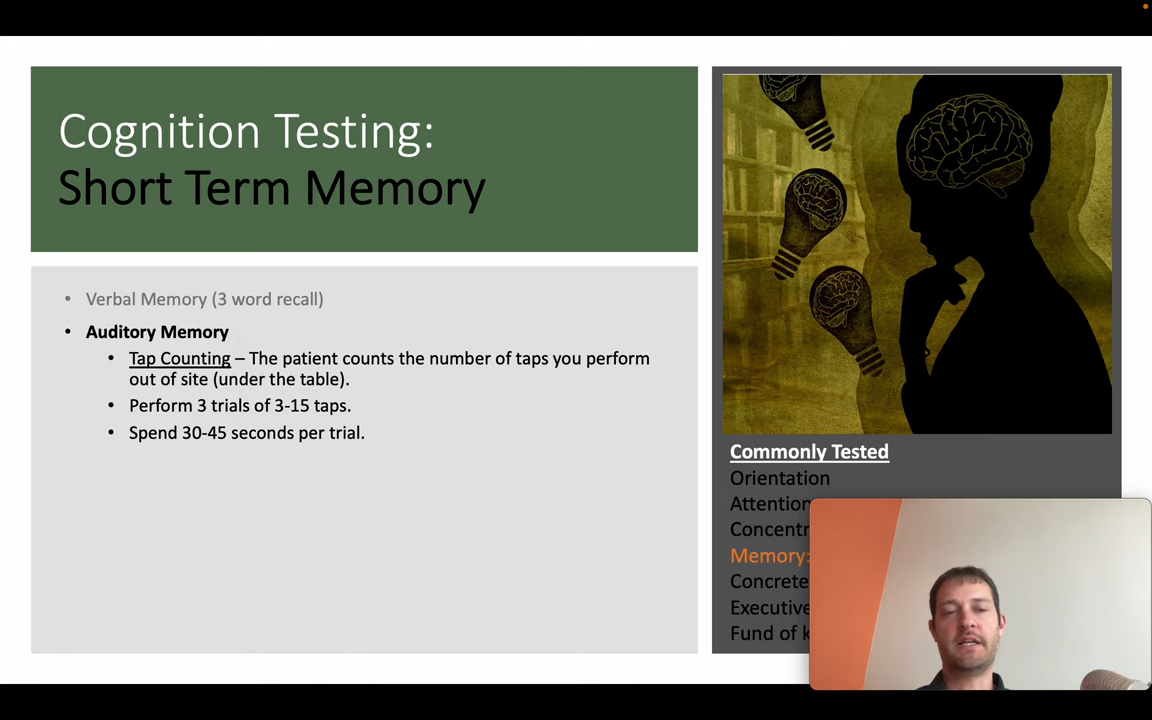 Cognition Testing:
Short Term Memory
• Verbal Memory (3 word recall)
• Auditory Memory
• Tap Counting – The patient counts the number of taps you perform
out of site (under the table).
• Perform 3 trials of 3-15 taps.
• Spend 30-45 seconds per trial.
Commonly Tested
Orientation
Attention
Memory:
Concrete
Executive
Fund of